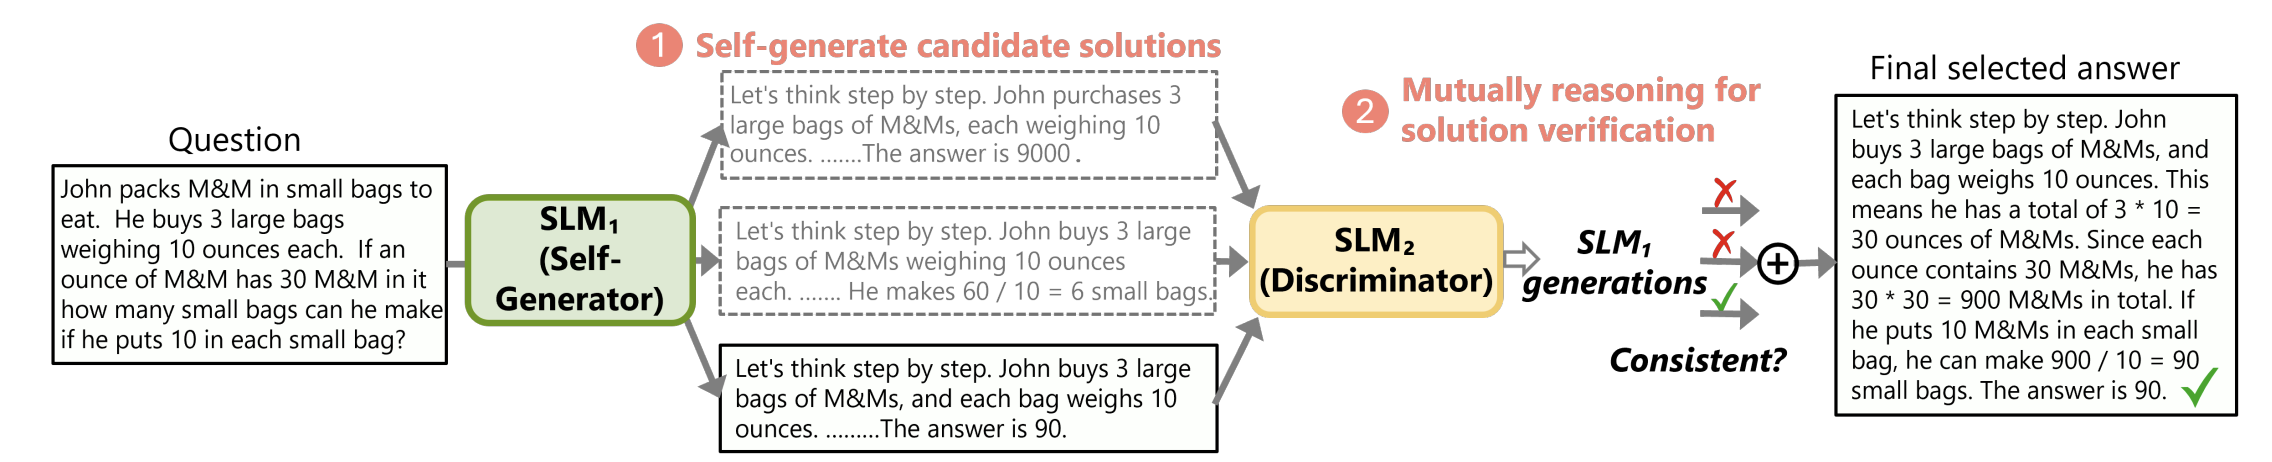 Question
John packs M&M in small bags to
eat.  He buys 3 large bags
weighing 10 ounces each.  If an
ounce of M&M has 30 M&M in it
how many small bags can he make
if he puts 10 in each small bag?
SLM₁
(Self-
Generator)
1 Self-generate candidate solutions
Let's think step by step. John purchases 3
large bags of M&Ms, each weighing 10
ounces. .......The answer is 9000 .
Let's think step by step. John buys 3 large
bags of M&Ms weighing 10 ounces
each. ....... He makes 60 / 10 = 6 small bags.
Let's think step by step. John buys 3 large
bags of M&Ms, and each bag weighs 10
ounces. .........The answer is 90.
SLM₂
(Discriminator)
2 Mutually reasoning for
solution verification
SLM₁
generations
Consistent?
Final selected answer
Let's think step by step. John
buys 3 large bags of M&Ms, and
each bag weighs 10 ounces. This
means he has a total of 3 * 10 =
30 ounces of M&Ms. Since each
ounce contains 30 M&Ms, he has
30 * 30 = 900 M&Ms in total. If
he puts 10 M&Ms in each small
bag, he can make 900 / 10 = 90
small bags. The answer is 90.